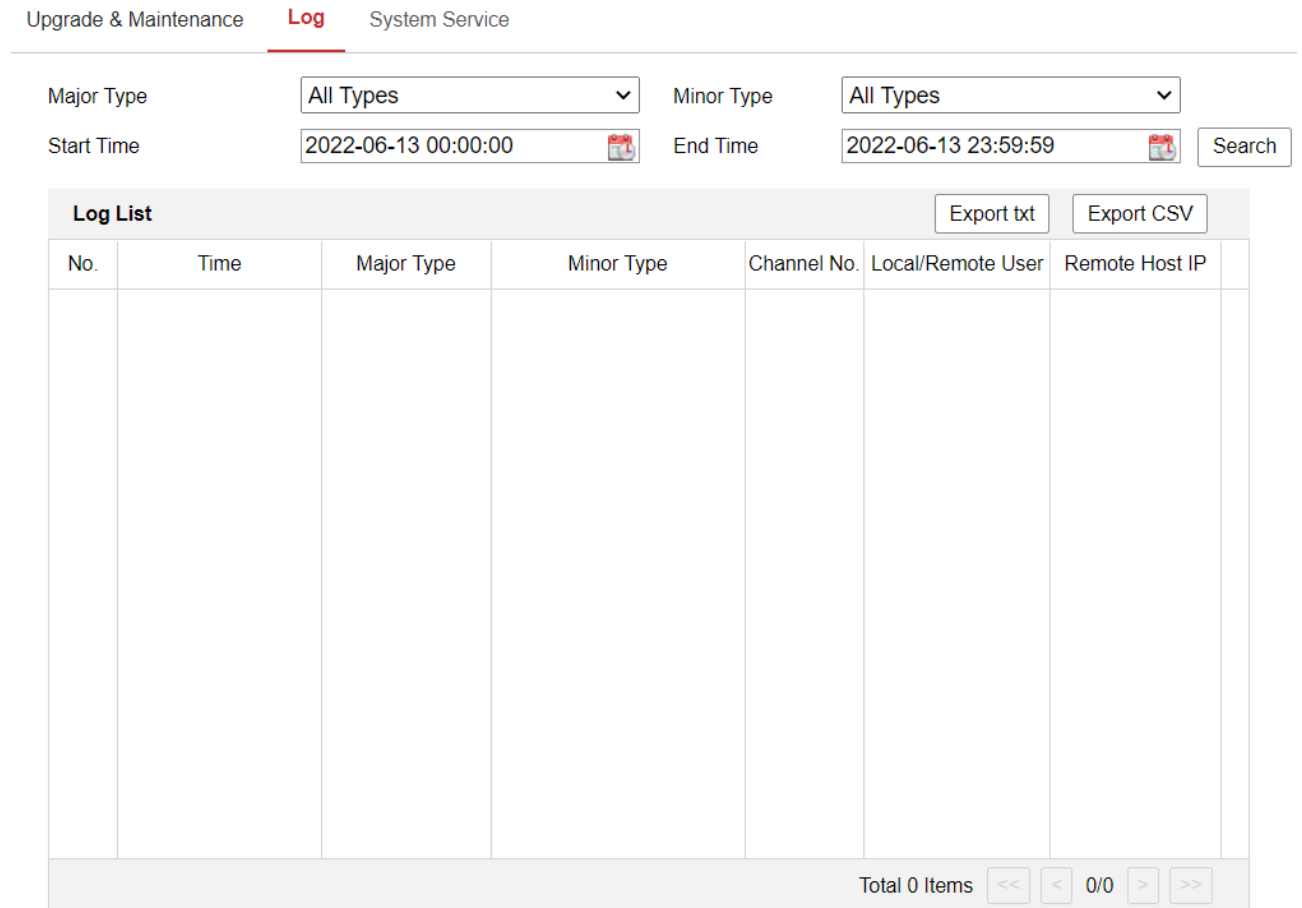 Upgrade & Maintenance Log System Service
Major Type All Types Minor Type All Types
Start Time 2022-06-13 00:00:00 End Time 2022-06-13 23:59:59 Search
Log List Export txt Export CSV
No. Time Major Type Minor Type Channel No. Local/Remote User Remote Host IP
Total 0 Items << < 0/0 > >>